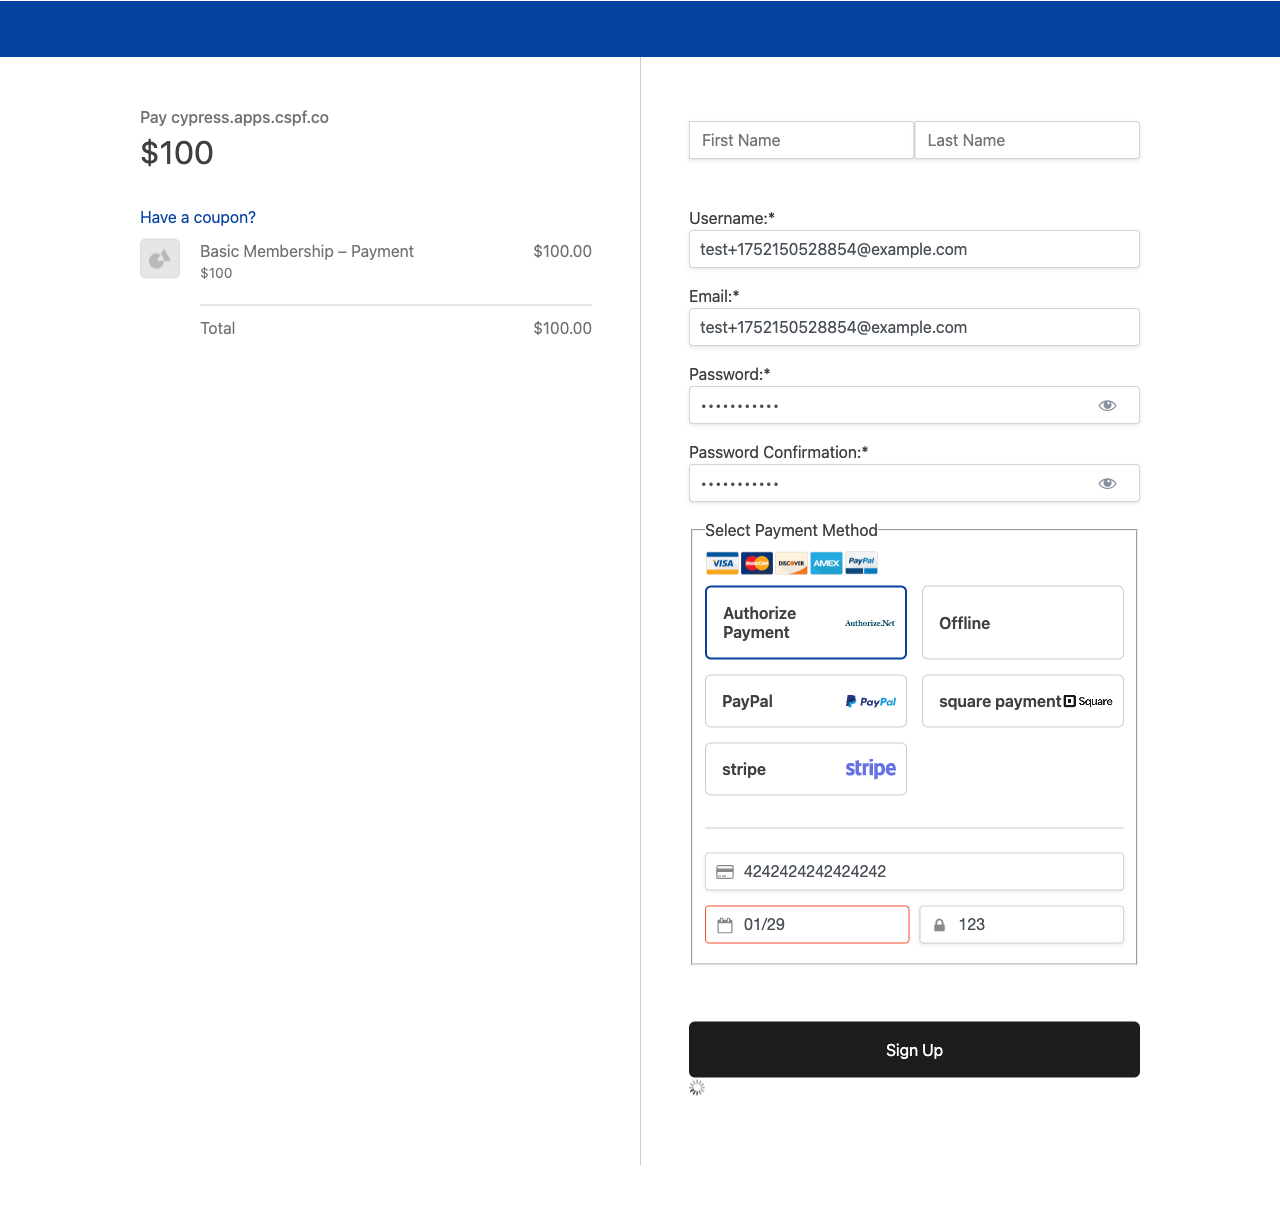 Pay cypress.apps.cspf.co
$100
Have a coupon?
Basic Membership – Payment $100.00
$100
Total $100.00
First Name Last Name
Username:*
test+1752150528854@example.com
Email:*
test+1752150528854@example.com
Password:*
•••••••••••
Password Confirmation:*
•••••••••••
Select Payment Method
VISA MasterCard DISCOVER AMEX PayPal
Authorize Payment Authorize.Net
Offline
PayPal PayPal
square payment Square
stripe stripe
4242424242424242
01/29 123
Sign Up